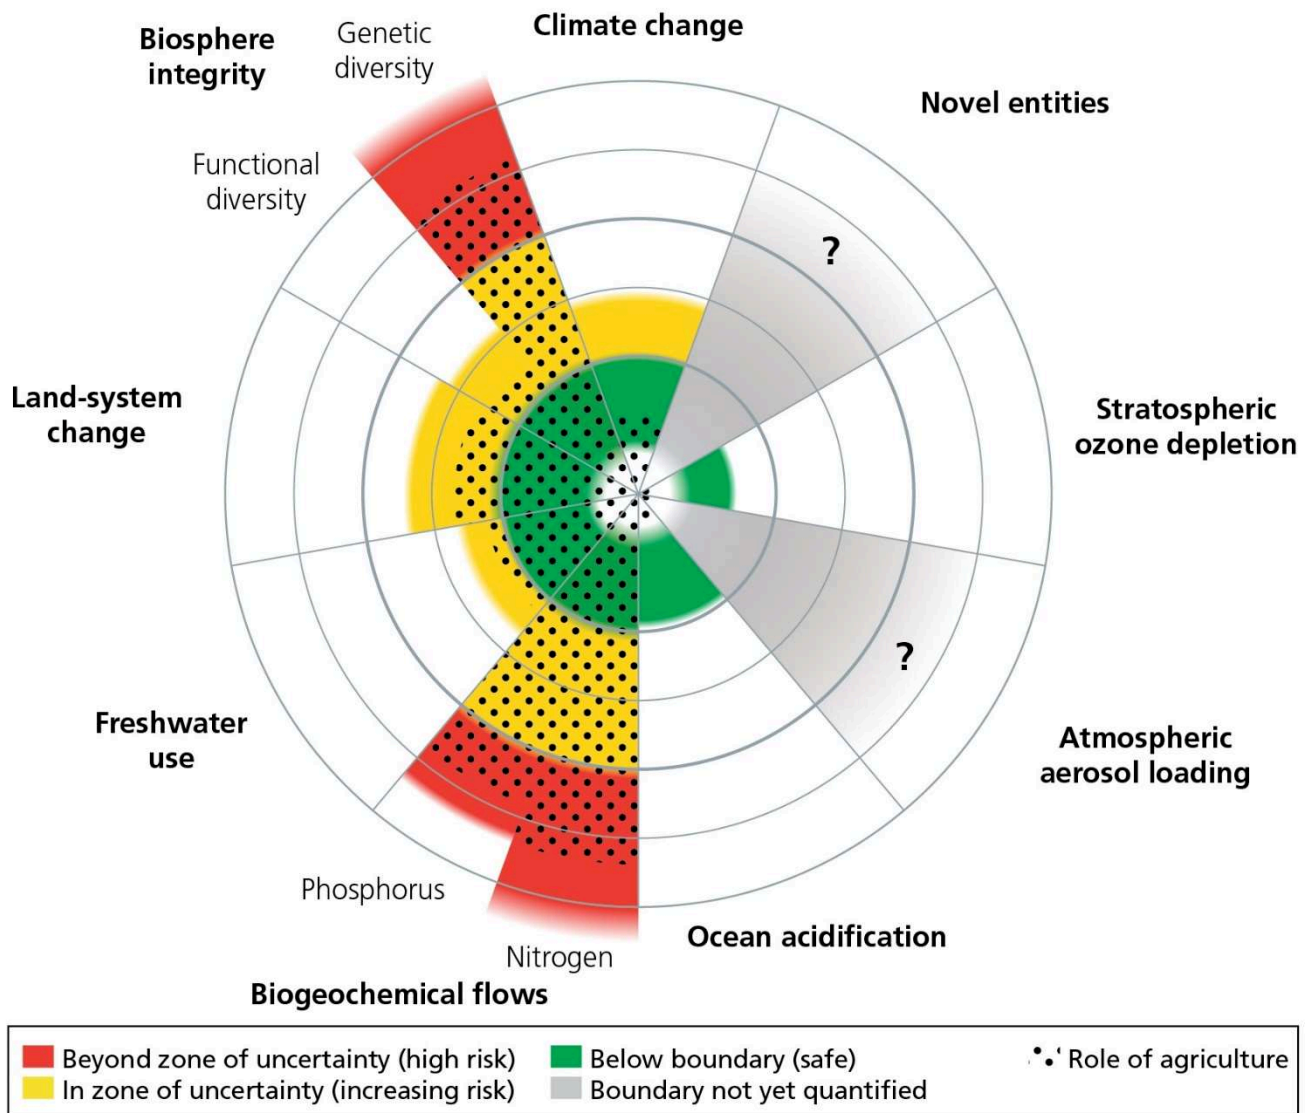 Climate change
Biosphere
integrity
Genetic
diversity
Novel entities
Functional
diversity
?
Land-system
change
Stratospheric
ozone depletion
?
Freshwater
use
Atmospheric
aerosol loading
Phosphorus
Ocean acidification
Nitrogen
Biogeochemical flows
Beyond zone of uncertainty (high risk)
Below boundary (safe)
Role of agriculture
In zone of uncertainty (increasing risk)
Boundary not yet quantified